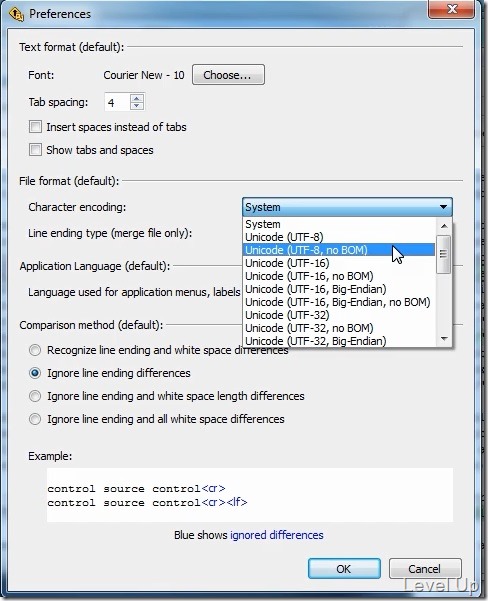 Preferences
Text format (default):
Font: Courier New - 10 Choose...
Tab spacing: 4
Insert spaces instead of tabs
Show tabs and spaces
File format (default):
Character encoding: System
System
Line ending type (merge file only): Unicode (UTF-8)
Unicode (UTF-8, no BOM)
Application Language (default): Unicode (UTF-16)
Unicode (UTF-16, no BOM)
Language used for application menus, labels Unicode (UTF-16, Big-Endian)
Unicode (UTF-16, Big-Endian, no BOM)
Unicode (UTF-32)
Comparison method (default): Unicode (UTF-32, no BOM)
Unicode (UTF-32, Big-Endian)
Recognize line ending and white space differences
Ignore line ending differences
Ignore line ending and white space length differences
Ignore line ending and all white space differences
Example:
control source control<cr>
control source control<cr><lf>
Blue shows ignored differences
OK Cancel
Level Up